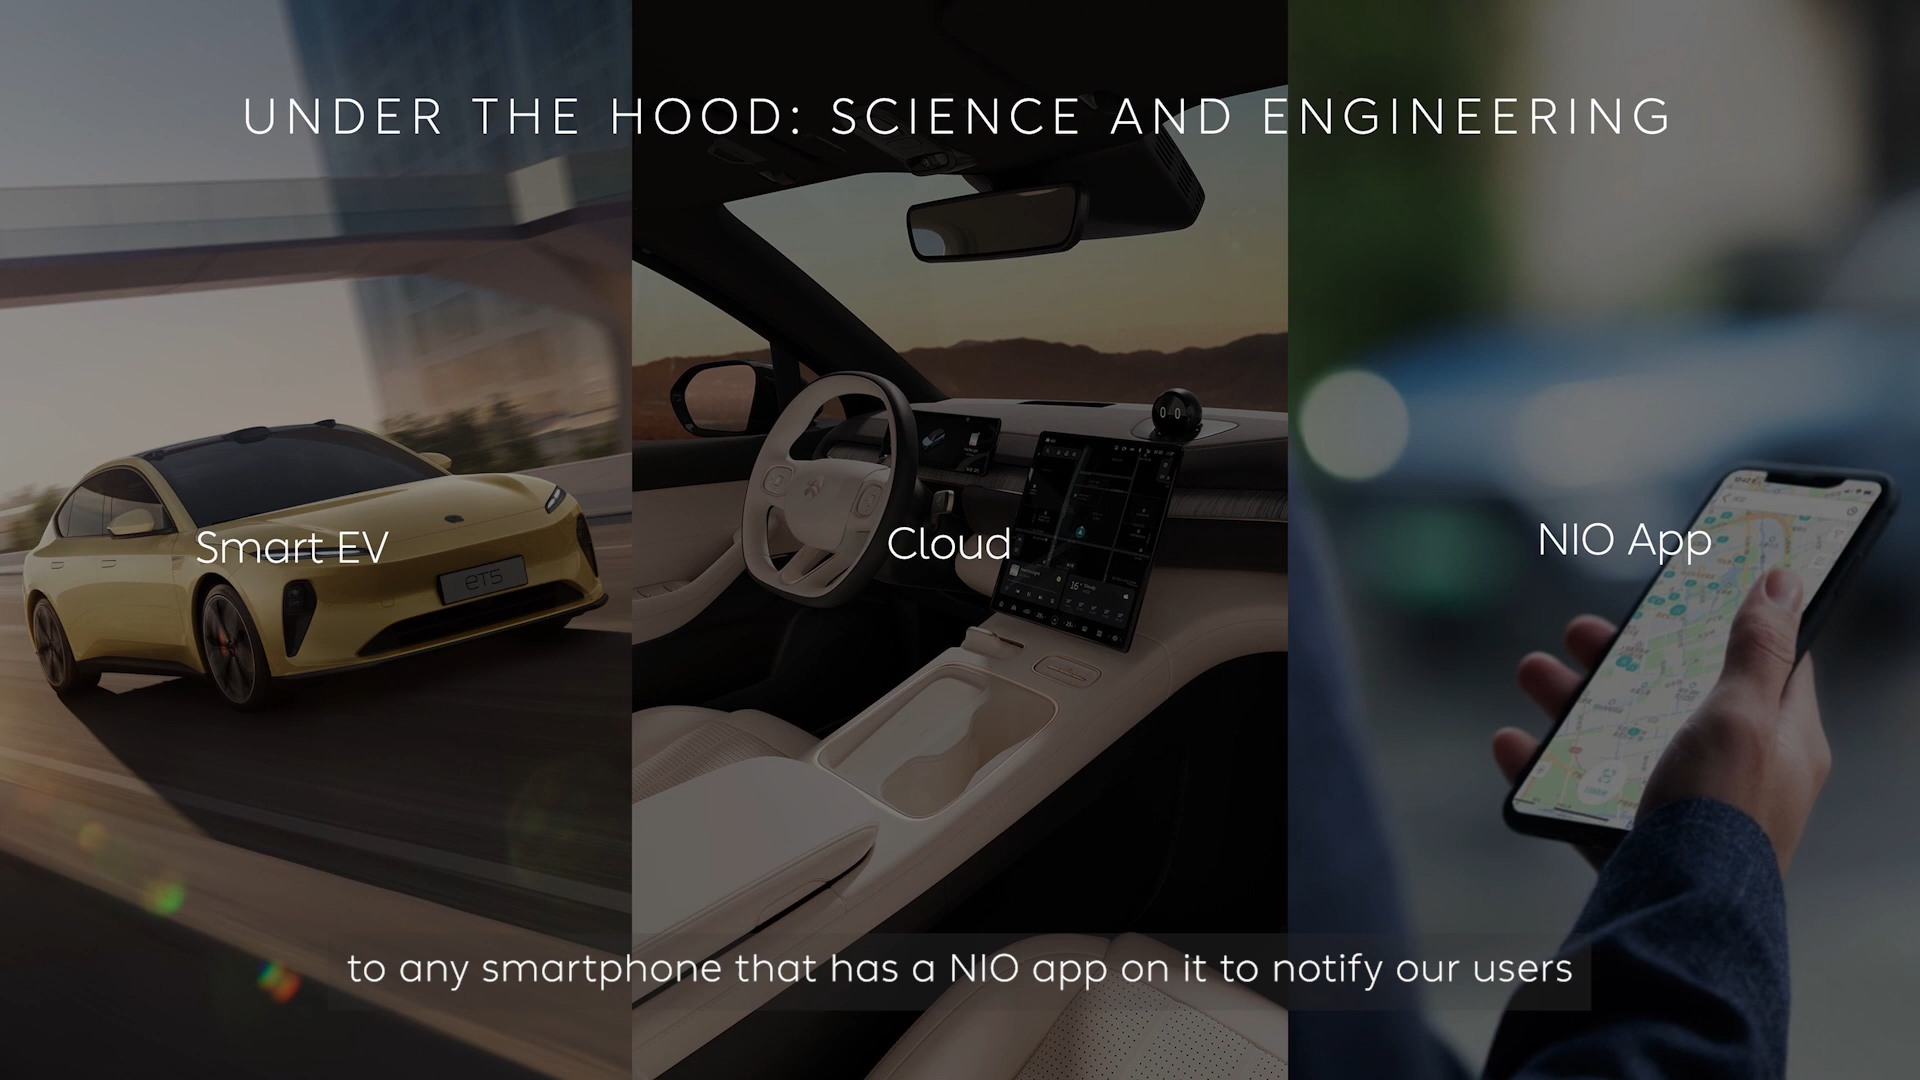 UNDER THE HOOD: SCIENCE AND ENGINEERING
Smart EV
Cloud
NIO App
ET5
to any smartphone that has a NIO app on it to notify our users